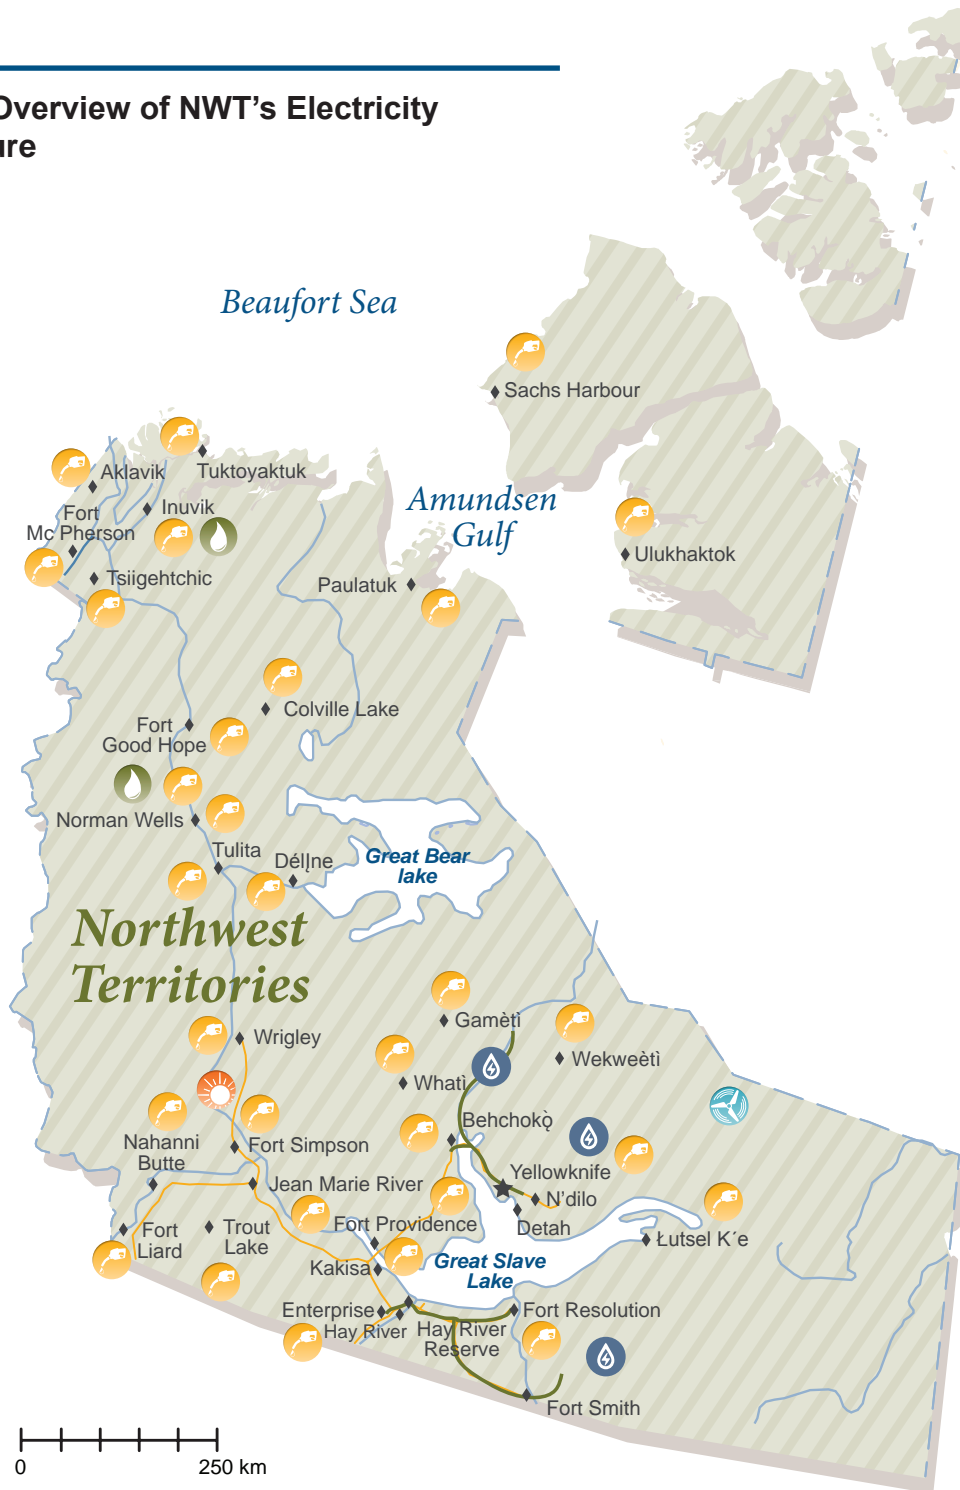 Overview of NWT's Electricity
ure
Beaufort Sea
Sachs Harbour
Aklavik
Tuktoyaktuk
Amundsen
Gulf
Inuvik
Fort
Mc Pherson
Ulukhaktok
Tsiigehtchic
Paulatuk
Colville Lake
Fort
Good Hope
Norman Wells
Tulita
Délįne
Great Bear
lake
Northwest
Territories
Gamètì
Wrigley
Wekweètì
Whatì
Behchokǫ̀
Nahanni
Butte
Fort Simpson
Yellowknife
Jean Marie River
N'dilo
Fort Providence
Detah
Fort
Liard
Trout
Lake
Łutsel K´e
Kakisa
Great Slave
Lake
Enterprise
Fort Resolution
Hay River
Hay River
Reserve
Fort Smith
0
250 km